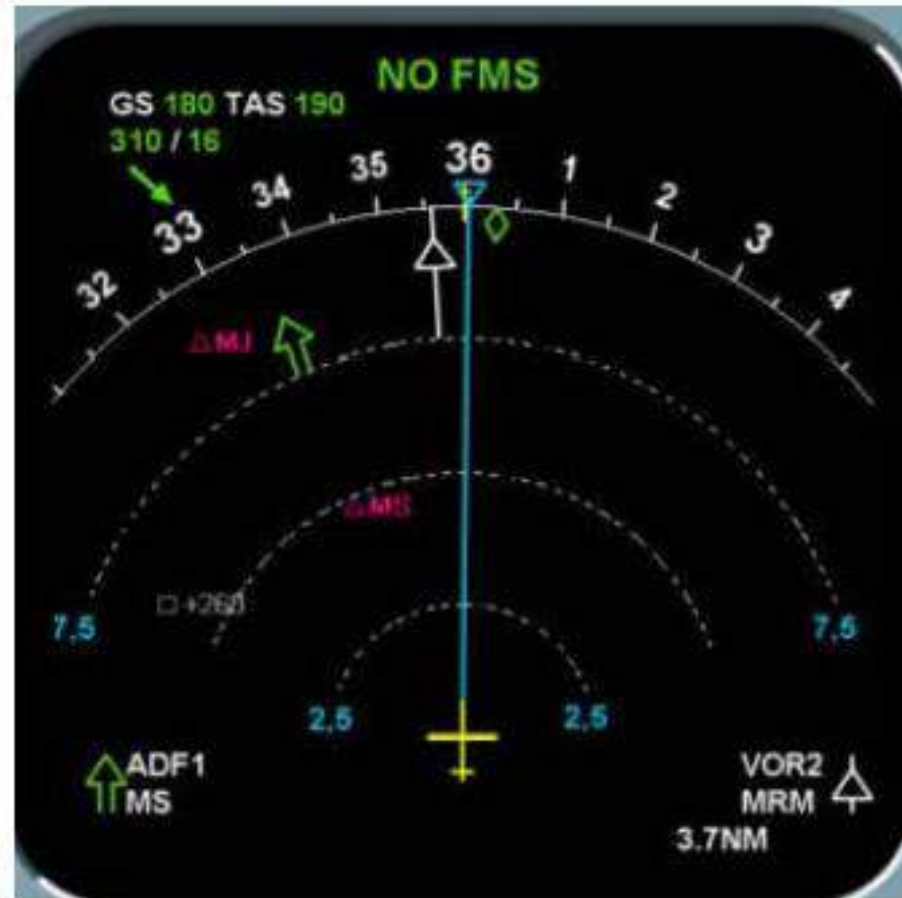 NO FMS
GS 180 TAS 190
310 / 16
32 33 34 35 36 1 2 3 4
MJ
MS
+260
7,5 7,5
2,5 2,5
ADF1
MS
VOR2
MRM
3.7NM